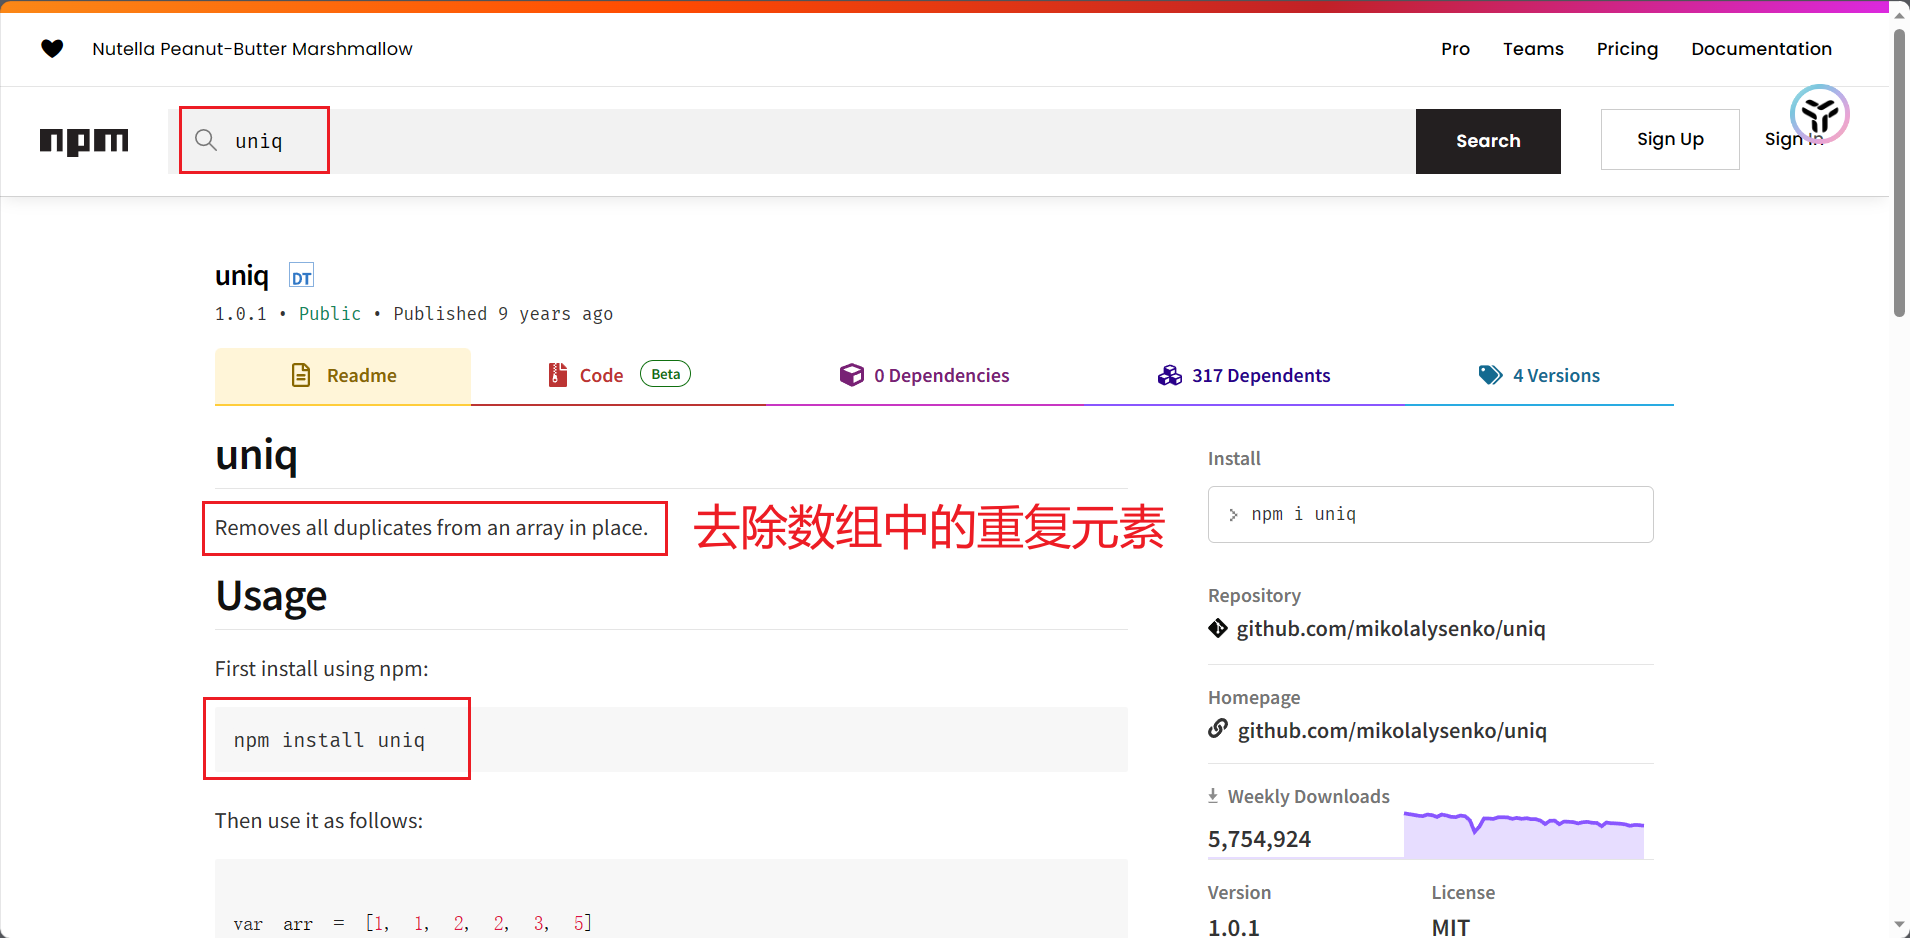 Nutella Peanut-Butter Marshmallow
Pro Teams Pricing Documentation
npm
uniq
Search
Sign Up
Sign In
uniq DT
1.0.1 • Public • Published 9 years ago
Readme
Code Beta
0 Dependencies
317 Dependents
4 Versions
uniq
Removes all duplicates from an array in place.
去除数组中的重复元素
Usage
First install using npm:
npm install uniq
Then use it as follows:
var arr = [1, 1, 2, 2, 3, 5]
Install
npm i uniq
Repository
github.com/mikolalysenko/uniq
Homepage
github.com/mikolalysenko/uniq
Weekly Downloads
5,754,924
Version License
1.0.1 MIT